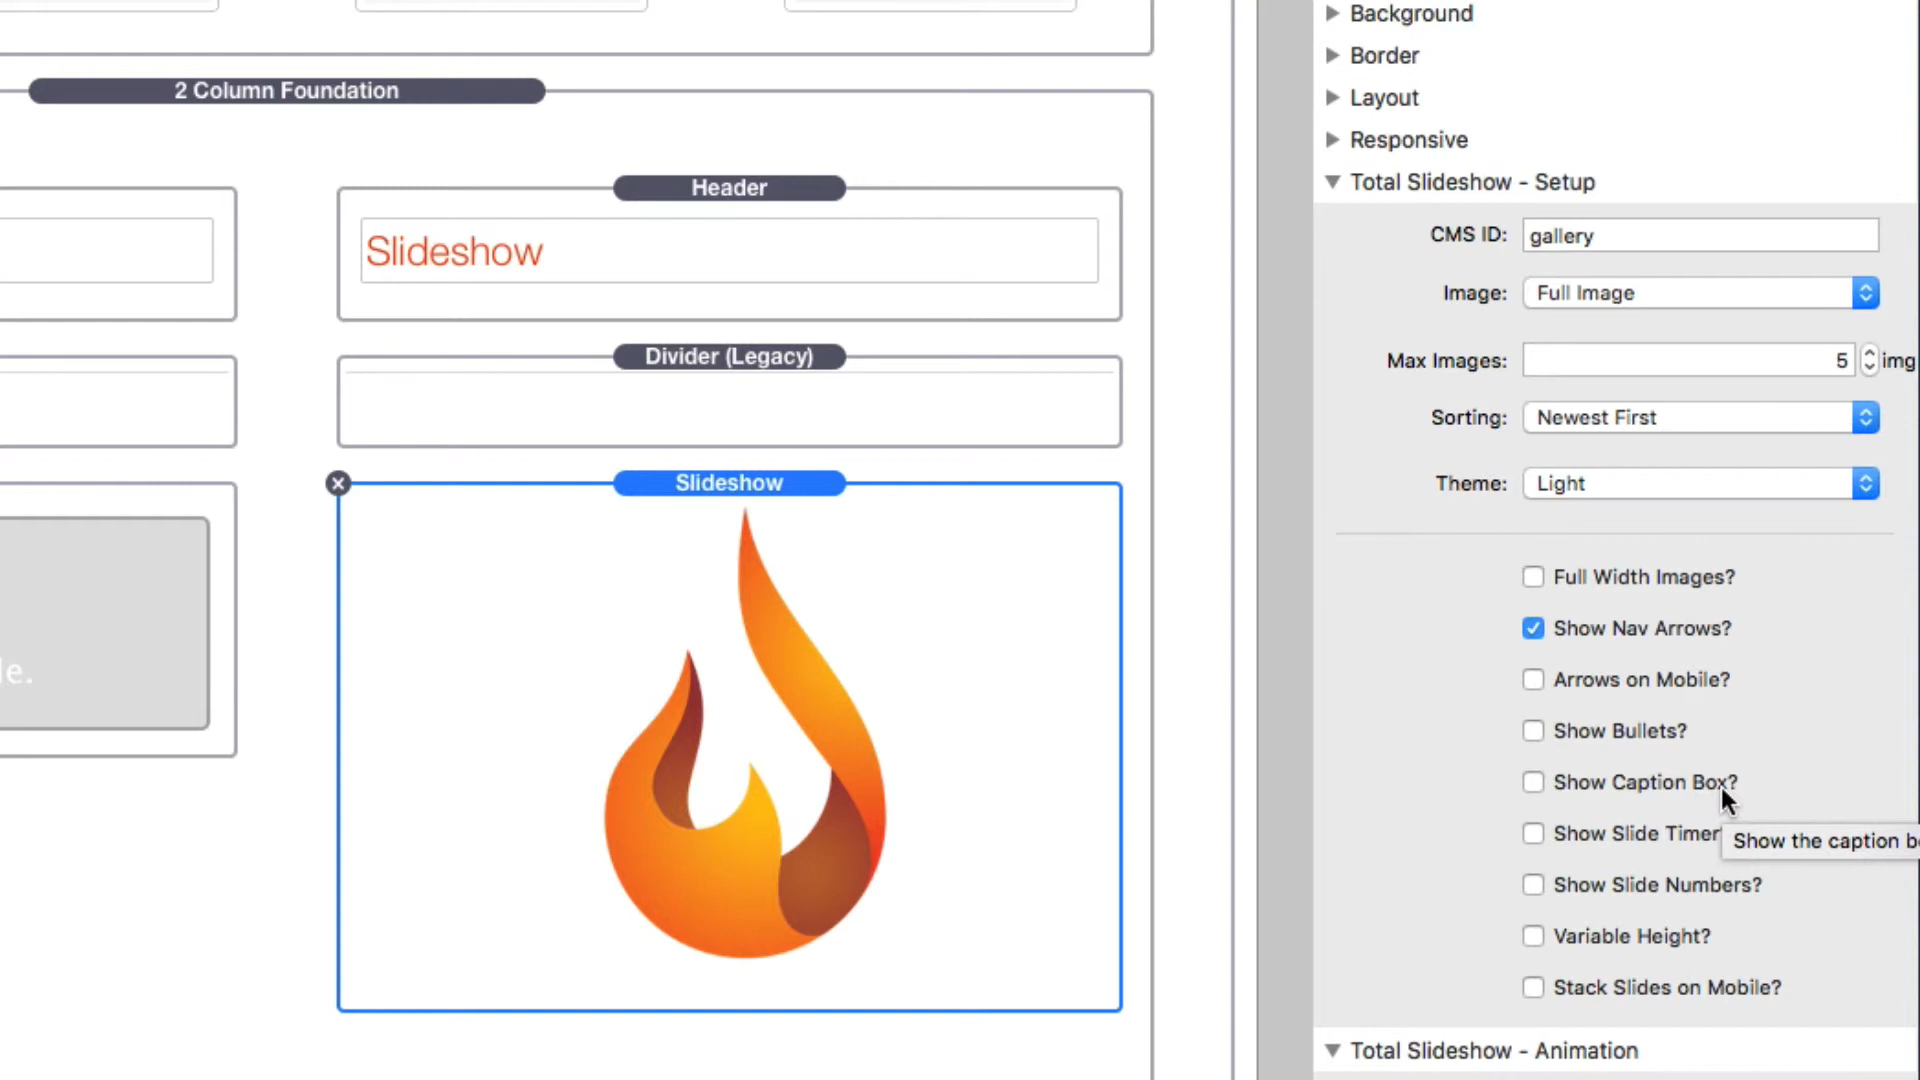 2 Column Foundation
Header
Slideshow
Divider (Legacy)
Slideshow
le.
Background
Border
Layout
Responsive
Total Slideshow - Setup
CMS ID: gallery
Image: Full Image
Max Images: 5 img
Sorting: Newest First
Theme: Light
Full Width Images?
Show Nav Arrows?
Arrows on Mobile?
Show Bullets?
Show Caption Box?
Show Slide Timer
Show the caption b
Show Slide Numbers?
Variable Height?
Stack Slides on Mobile?
Total Slideshow - Animation